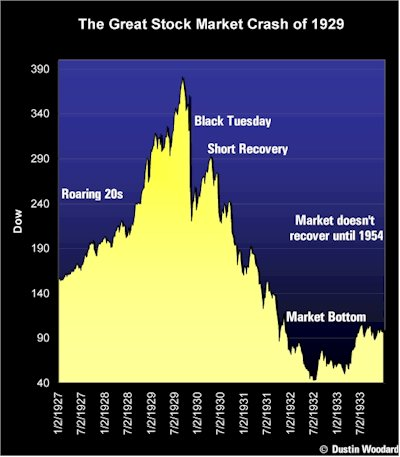 The Great Stock Market Crash of 1929
390
340
290
240
190
140
90
40
Dow
Roaring 20s
Black Tuesday
Short Recovery
Market doesn't
recover until 1954
Market Bottom
1/2/1927
7/2/1927
1/2/1928
7/2/1928
1/2/1929
7/2/1929
1/2/1930
7/2/1930
1/2/1931
7/2/1931
1/2/1932
7/2/1932
1/2/1933
7/2/1933
© Dustin Woodard